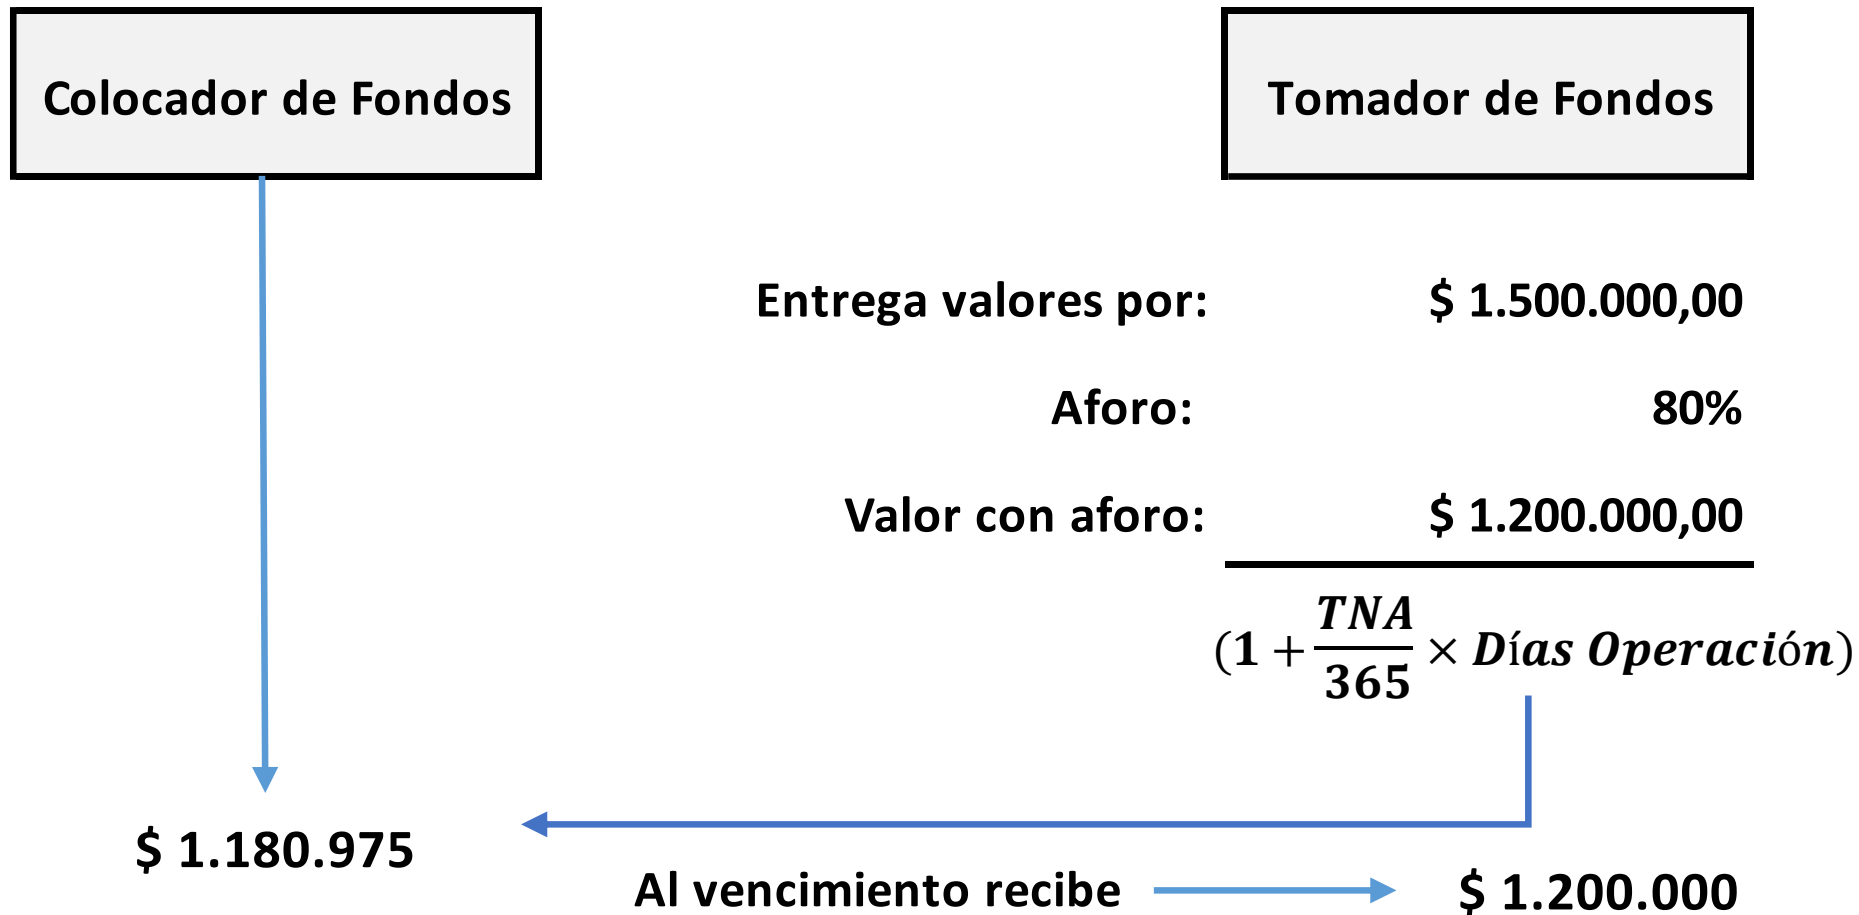 Colocador de Fondos
Tomador de Fondos
Entrega valores por: $ 1.500.000,00
Aforo: 80%
Valor con aforo: $ 1.200.000,00
(1 + TNA/365 × Días Operación)
$ 1.180.975
Al vencimiento recibe $ 1.200.000